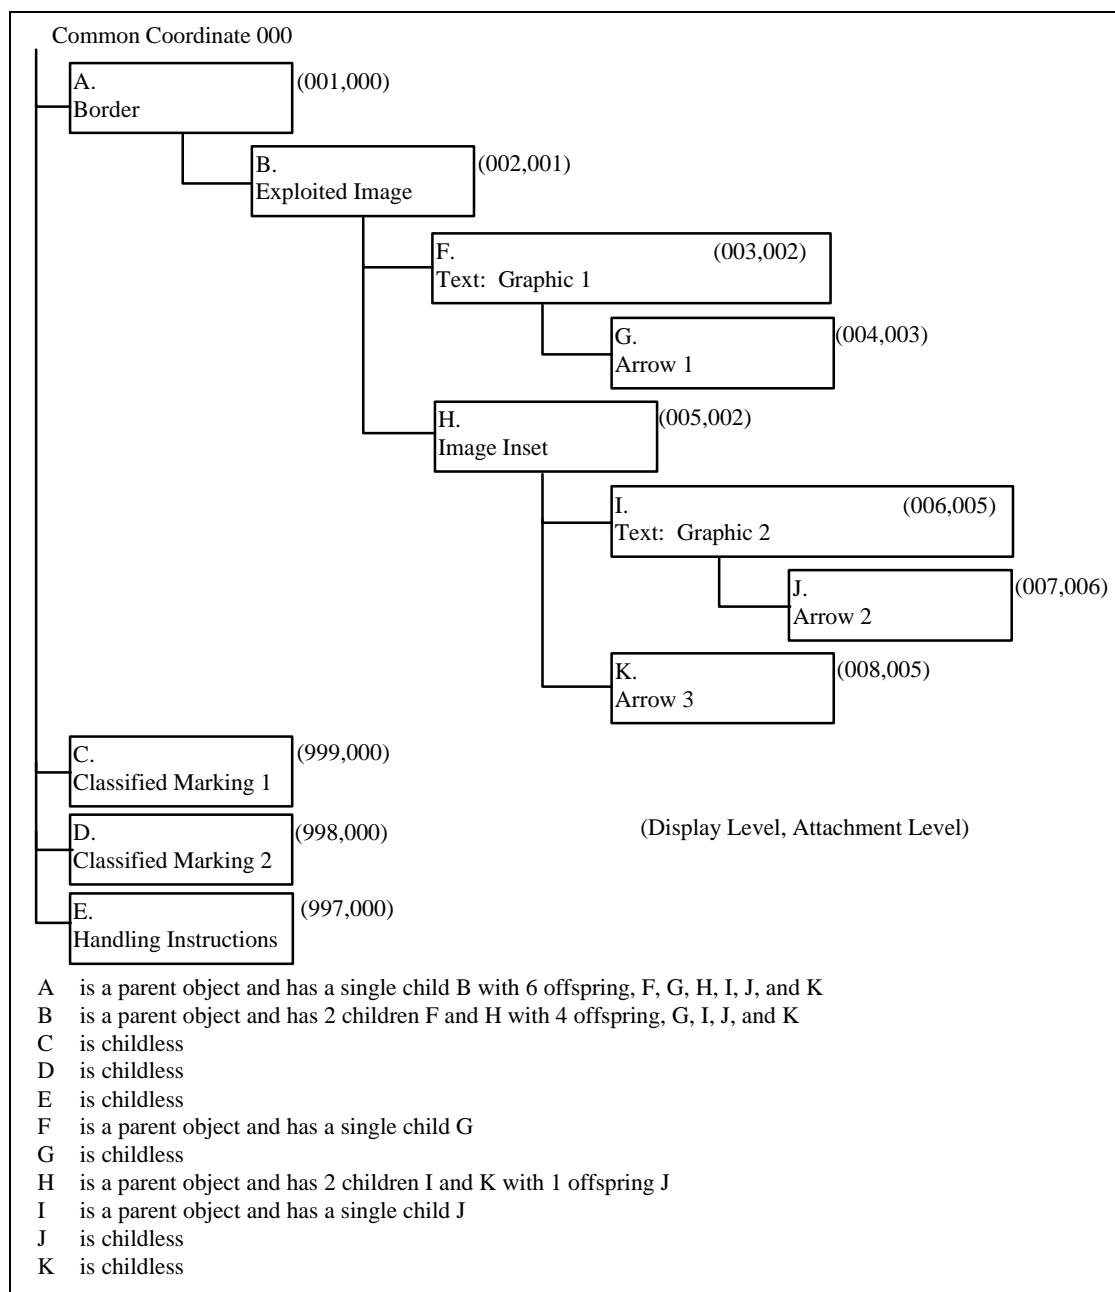 Common Coordinate 000
A. (001,000)
Border
B. (002,001)
Exploited Image
F. (003,002)
Text: Graphic 1
G. (004,003)
Arrow 1
H. (005,002)
Image Inset
I. (006,005)
Text: Graphic 2
J. (007,006)
Arrow 2
K. (008,005)
Arrow 3
C. (999,000)
Classified Marking 1
D. (998,000)
Classified Marking 2
(Display Level, Attachment Level)
E. (997,000)
Handling Instructions
A is a parent object and has a single child B with 6 offspring, F, G, H, I, J, and K
B is a parent object and has 2 children F and H with 4 offspring, G, I, J, and K
C is childless
D is childless
E is childless
F is a parent object and has a single child G
G is childless
H is a parent object and has 2 children I and K with 1 offspring J
I is a parent object and has a single child J
J is childless
K is childless